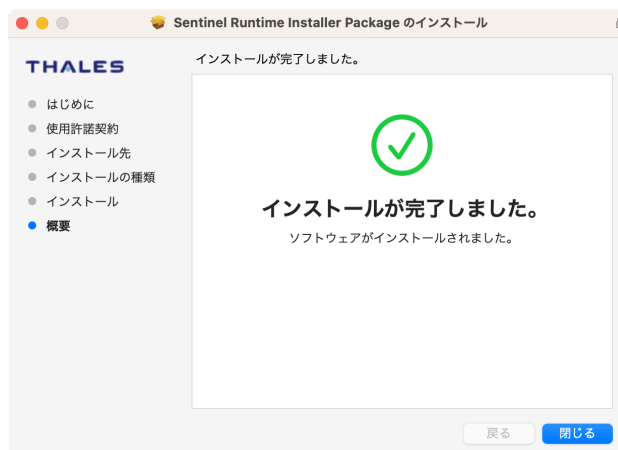 Sentinel Runtime Installer Package のインストール
THALES
インストールが完了しました。
はじめに
使用許諾契約
インストール先
インストールの種類
インストール
概要
インストールが完了しました。
ソフトウェアがインストールされました。
戻る
閉じる